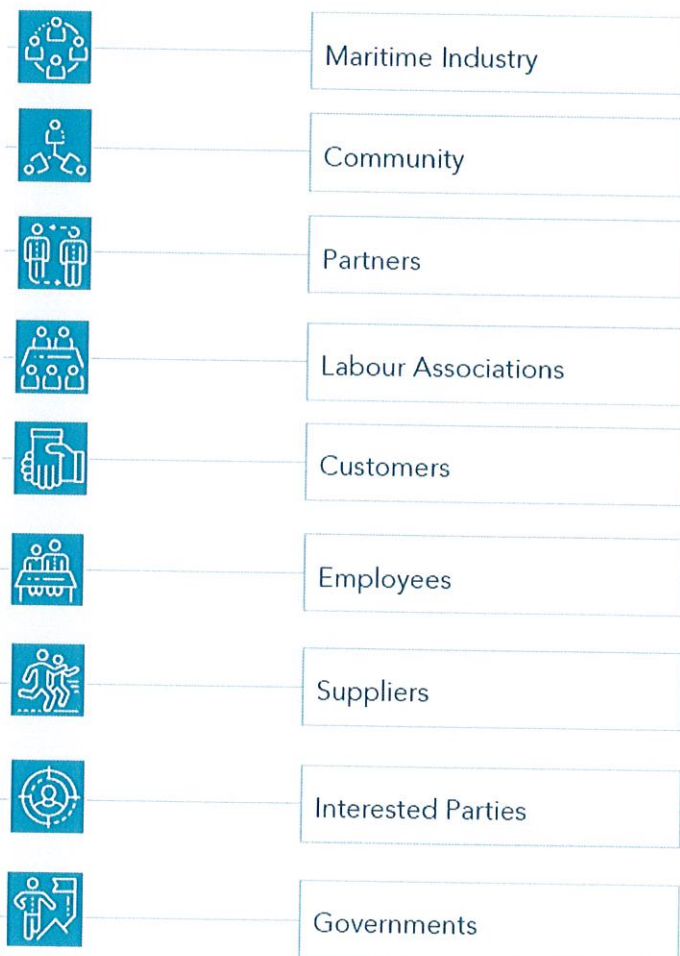 Maritime Industry
Community
Partners
Labour Associations
Customers
Employees
Suppliers
Interested Parties
Governments